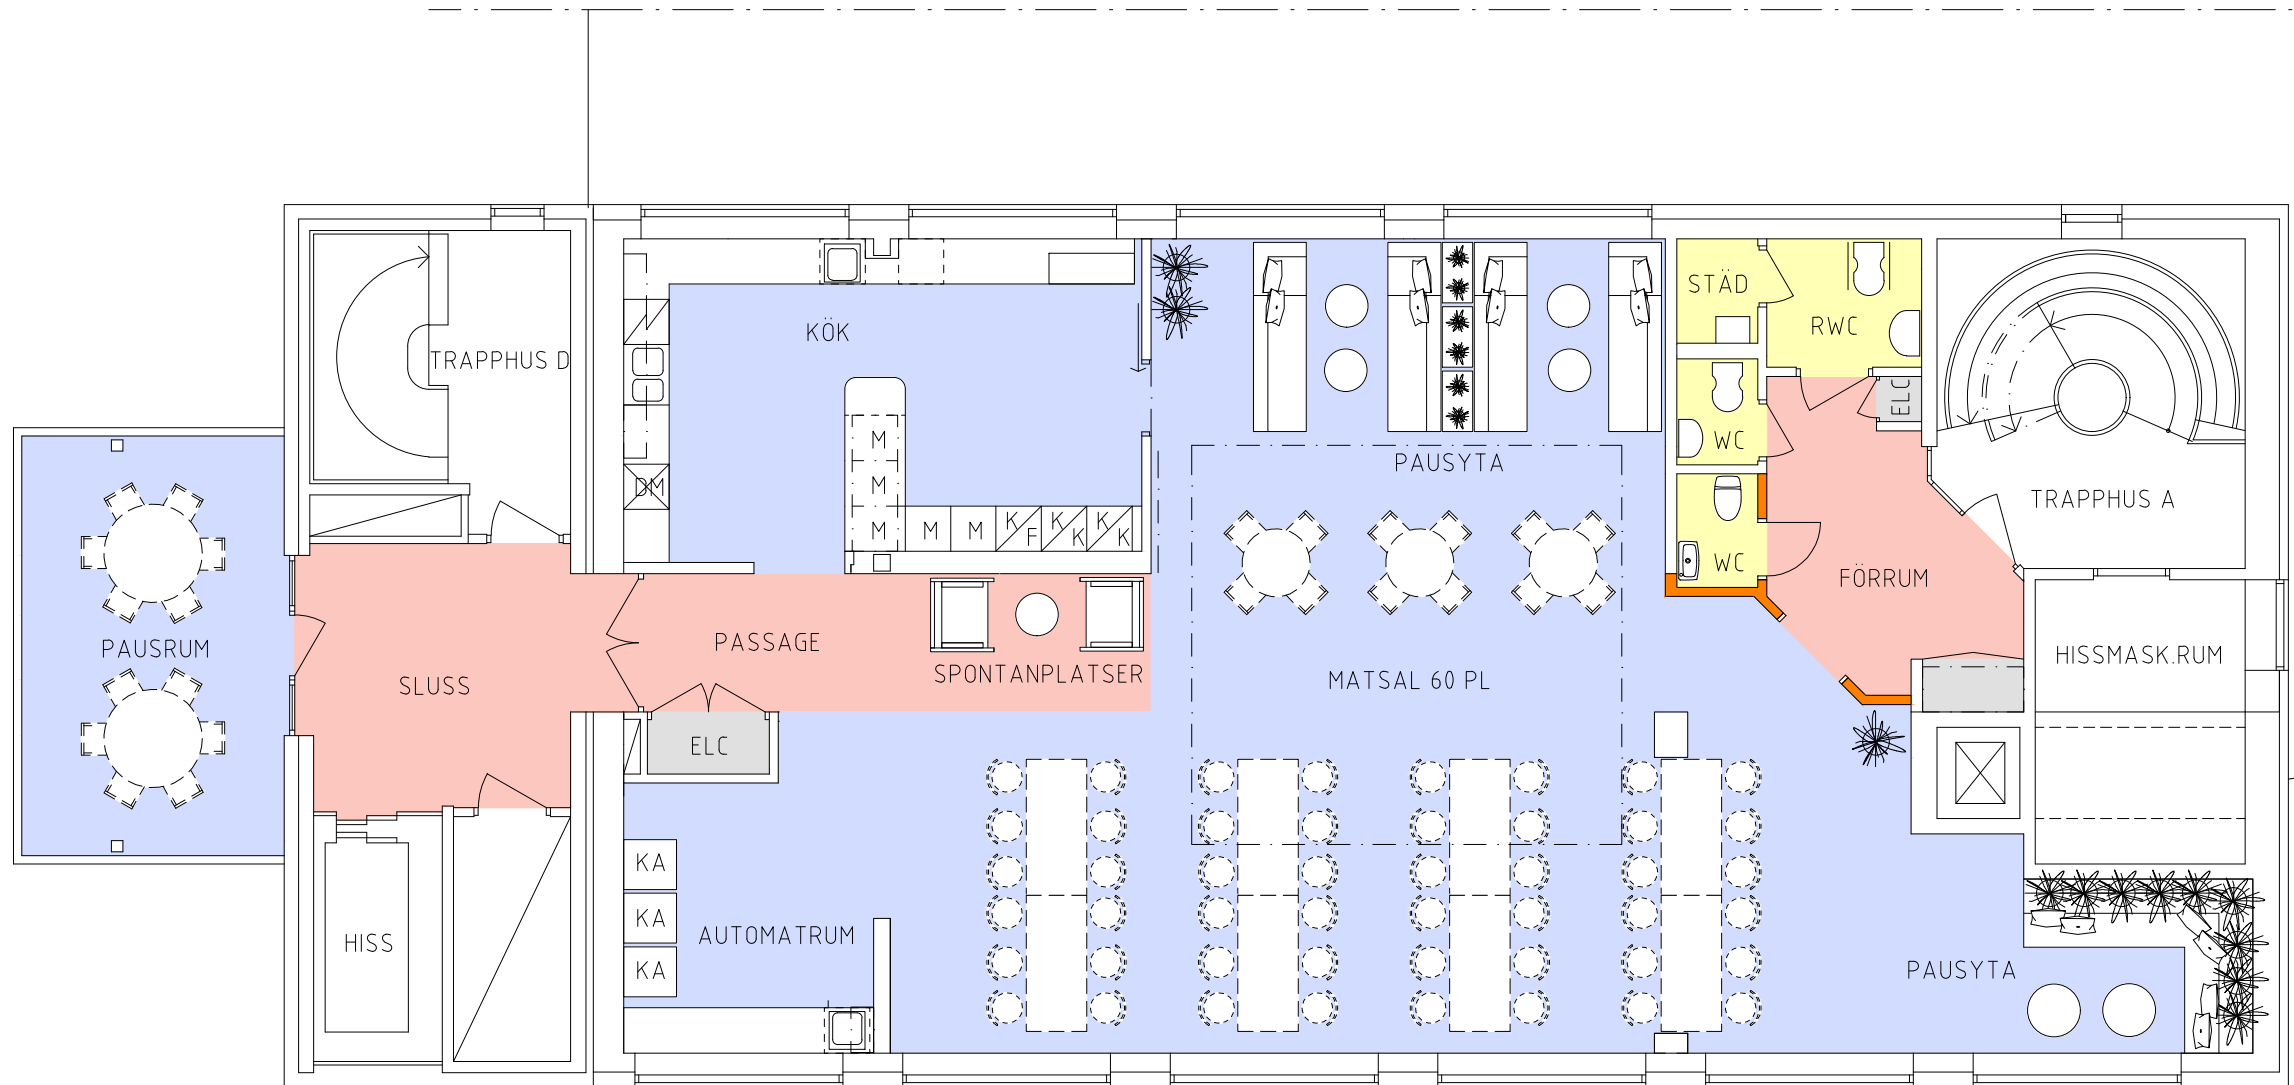 STÄD
RWC
KÖK
TRAPPHUS D
ELC
M
WC
PAUSYTA
M
DM
TRAPPHUS A
M
M
M
K
F
K
K
K
K
WC
FÖRRUM
PAUSRUM
PASSAGE
HISSMASK.RUM
SPONTANPLATSER
MATSAL 60 PL
SLUSS
ELC
KA
KA
AUTOMATRUM
HISS
KA
PAUSYTA